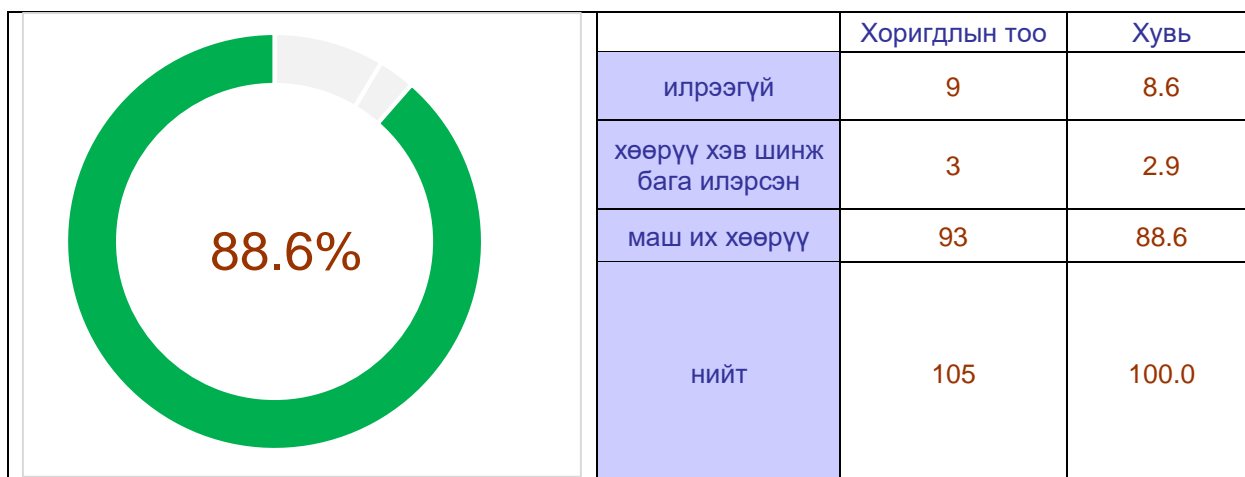 88.6%
Хоригдлын тоо Хувь
илрээгүй 9 8.6
хөөрүү хэв шинж
бага илэрсэн 3 2.9
маш их хөөрүү 93 88.6
нийт 105 100.0